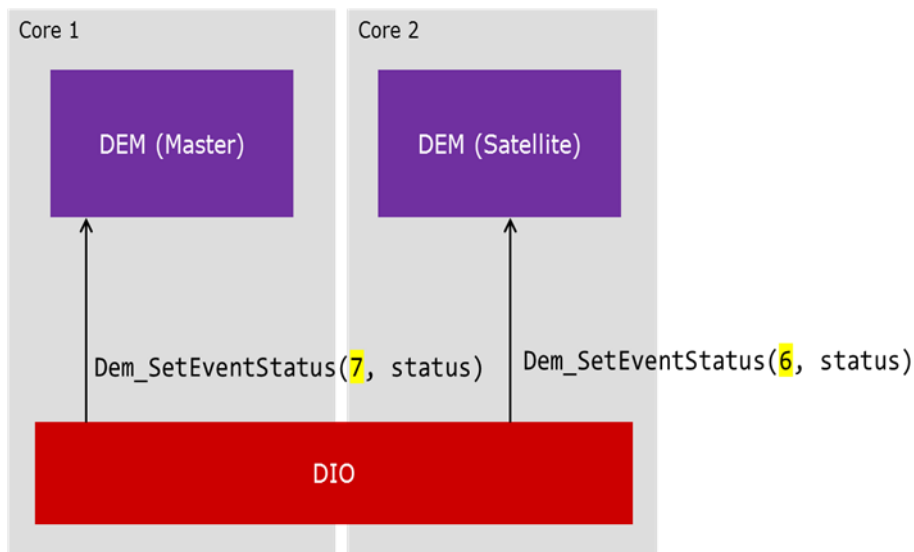 Core 1
Core 2
DEM (Master)
DEM (Satellite)
Dem_SetEventStatus(7, status)
Dem_SetEventStatus(6, status)
DIO